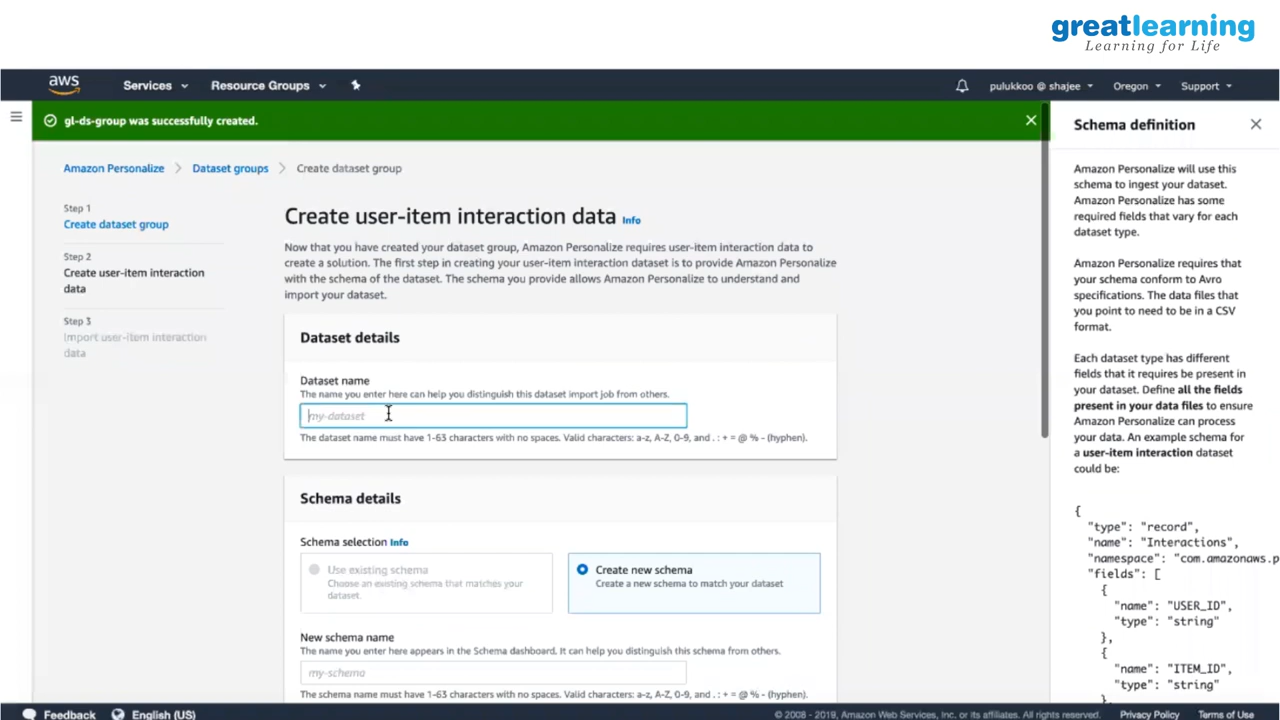 greatlearning
Learning for Life
aws
Services
Resource Groups
pulukkoo @ shajee
Oregon
Support
gl-ds-group was successfully created.
Amazon Personalize
Dataset groups
Create dataset group
Step 1
Create dataset group
Step 2
Create user-item interaction
data
Step 3
Import user-item interaction
data
Create user-item interaction data Info
Now that you have created your dataset group, Amazon Personalize requires user-item interaction data to
create a solution. The first step in creating your user-item interaction dataset is to provide Amazon Personalize
with the schema of the dataset. The schema you provide allows Amazon Personalize to understand and
import your dataset.
Dataset details
Dataset name
The name you enter here can help you distinguish this dataset import job from others.
my-dataset
The dataset name must have 1-63 characters with no spaces. Valid characters: a-z, A-Z, 0-9, and . : + = @ % - (hyphen).
Schema details
Schema selection Info
Use existing schema
Choose an existing schema that matches your
dataset.
Create new schema
Create a new schema to match your dataset
New schema name
The name you enter here appears in the Schema dashboard. It can help you distinguish this schema from others.
my-schema
The schema name must have 1-63 characters with no spaces. Valid characters: a-z, A-Z, 0-9, and . : + = @ % - (hyphen).
Schema definition
Amazon Personalize will use this
schema to ingest your dataset.
Amazon Personalize has some
required fields that vary for each
dataset type.
Amazon Personalize requires that
your schema conform to Avro
specifications. The data files that
you point to need to be in a CSV
format.
Each dataset type has different
fields that it requires be present in
your dataset. Define all the fields
present in your data files to ensure
Amazon Personalize can process
your data. An example schema for
a user-item interaction dataset
could be:
{
"type": "record",
"name": "Interactions",
"namespace": "com.amazonaws.p
"fields": [
{
"name": "USER_ID",
"type": "string"
},
{
"name": "ITEM_ID",
"type": "string"
},
Feedback
English (US)
© 2008 - 2019, Amazon Web Services, Inc. or its affiliates. All rights reserved.
Privacy Policy
Terms of Use